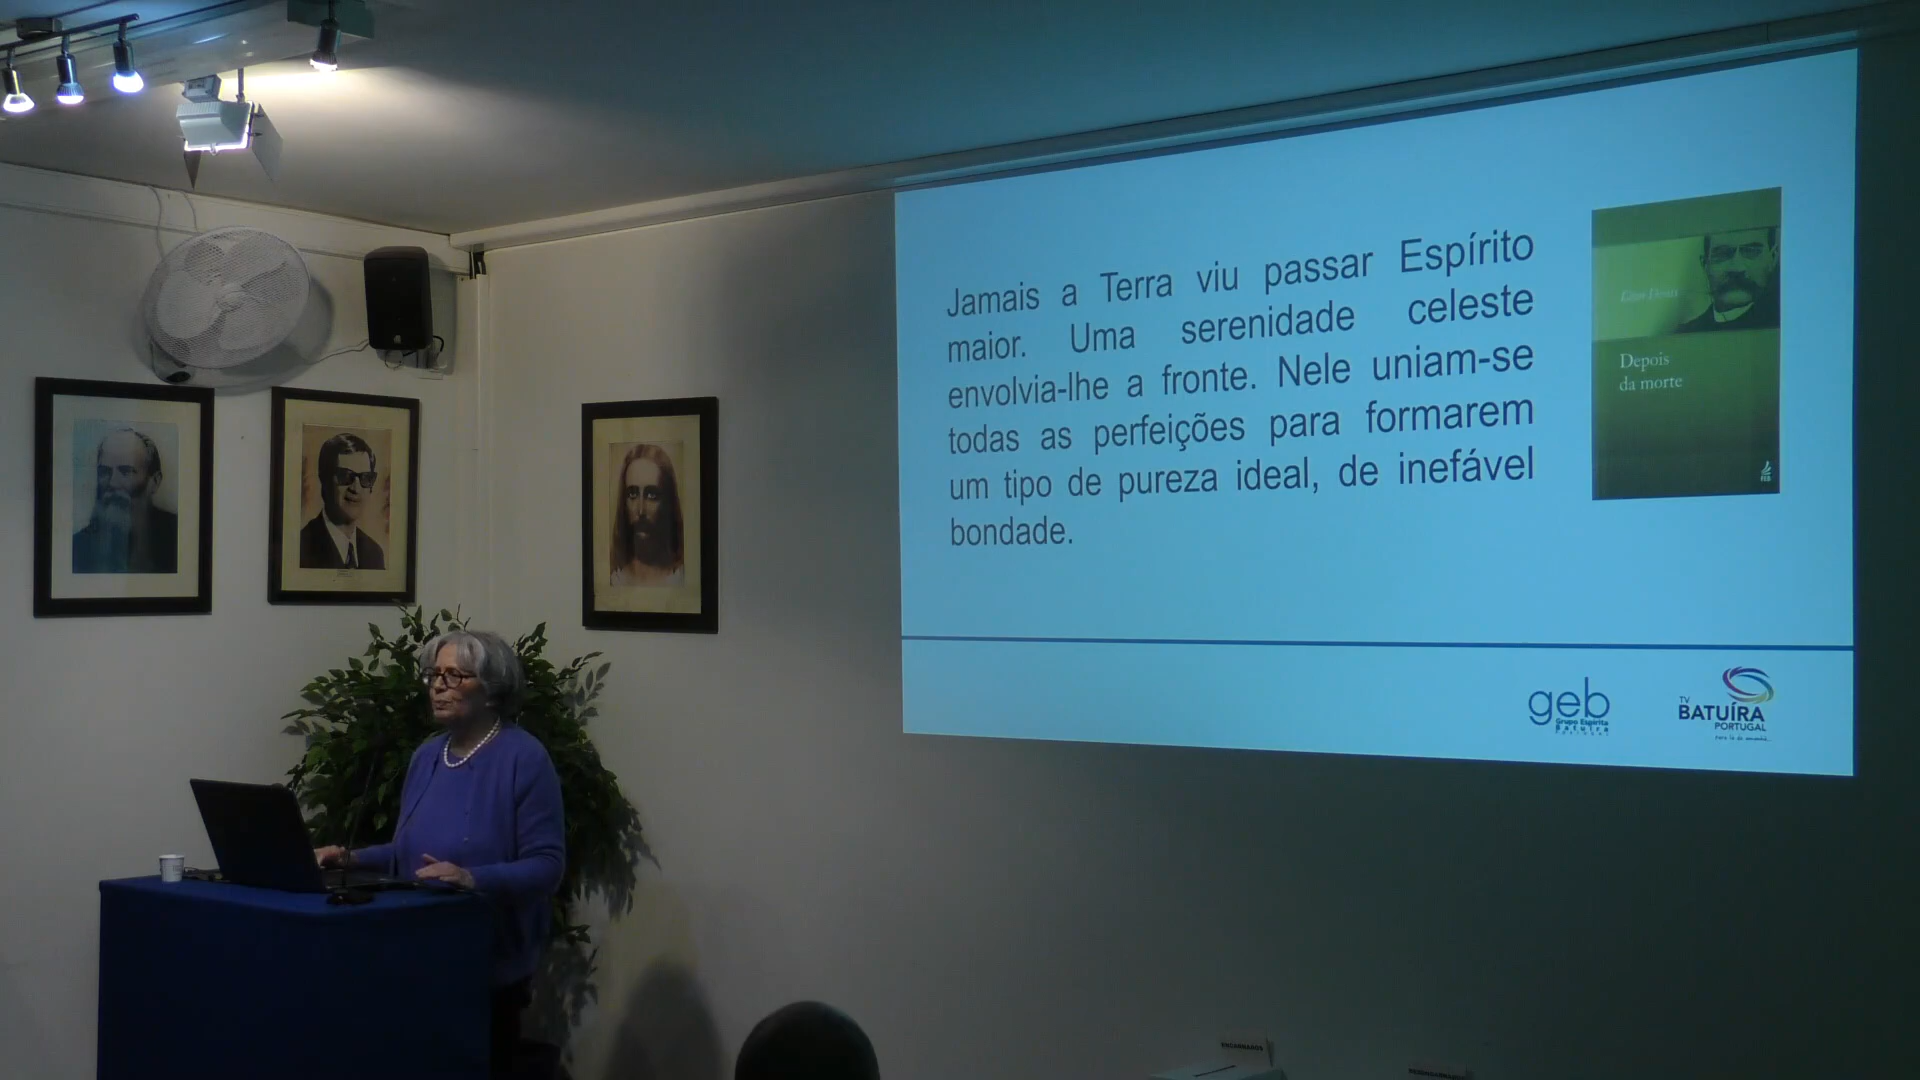 Jamais a Terra viu passar Espírito
maior. Uma serenidade celeste
envolvia-lhe a fronte. Nele uniam-se
todas as perfeições para formarem
um tipo de pureza ideal, de inefável
bondade.
Depois
da morte
FEB
geb
Grupo Espírita
Batuíra
TV
BATUÍRA
PORTUGAL
ENCARNADOS